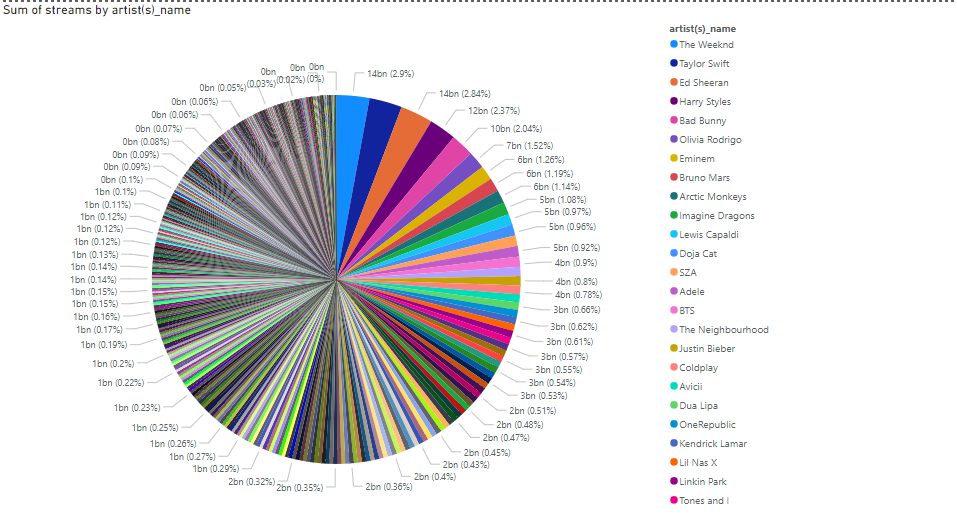 Sum of streams by artist(s)_name
14bn (2.9%)
14bn (2.84%)
12bn (2.37%)
10bn (2.04%)
7bn (1.52%)
6bn (1.26%)
6bn (1.19%)
6bn (1.14%)
5bn (1.08%)
5bn (0.97%)
5bn (0.96%)
5bn (0.92%)
4bn (0.9%)
4bn (0.8%)
4bn (0.78%)
3bn (0.66%)
3bn (0.62%)
3bn (0.61%)
3bn (0.57%)
3bn (0.55%)
3bn (0.54%)
3bn (0.53%)
2bn (0.51%)
2bn (0.48%)
2bn (0.47%)
2bn (0.45%)
2bn (0.43%)
2bn (0.4%)
2bn (0.36%)
2bn (0.35%)
2bn (0.32%)
1bn (0.29%)
1bn (0.27%)
1bn (0.26%)
1bn (0.25%)
1bn (0.23%)
1bn (0.22%)
1bn (0.2%)
1bn (0.19%)
1bn (0.17%)
1bn (0.16%)
1bn (0.15%)
1bn (0.15%)
1bn (0.14%)
1bn (0.14%)
1bn (0.13%)
1bn (0.12%)
1bn (0.12%)
1bn (0.12%)
1bn (0.11%)
1bn (0.1%)
0bn (0.1%)
0bn (0.09%)
0bn (0.09%)
0bn (0.08%)
0bn (0.07%)
0bn (0.06%)
0bn (0.06%)
0bn (0.05%)
0bn
(0.03%)
0bn
(0.02%)
0bn
(0%)
artist(s)_name
The Weeknd
Taylor Swift
Ed Sheeran
Harry Styles
Bad Bunny
Olivia Rodrigo
Eminem
Bruno Mars
Arctic Monkeys
Imagine Dragons
Lewis Capaldi
Doja Cat
SZA
Adele
BTS
The Neighbourhood
Justin Bieber
Coldplay
Avicii
Dua Lipa
OneRepublic
Kendrick Lamar
Lil Nas X
Linkin Park
Tones and I